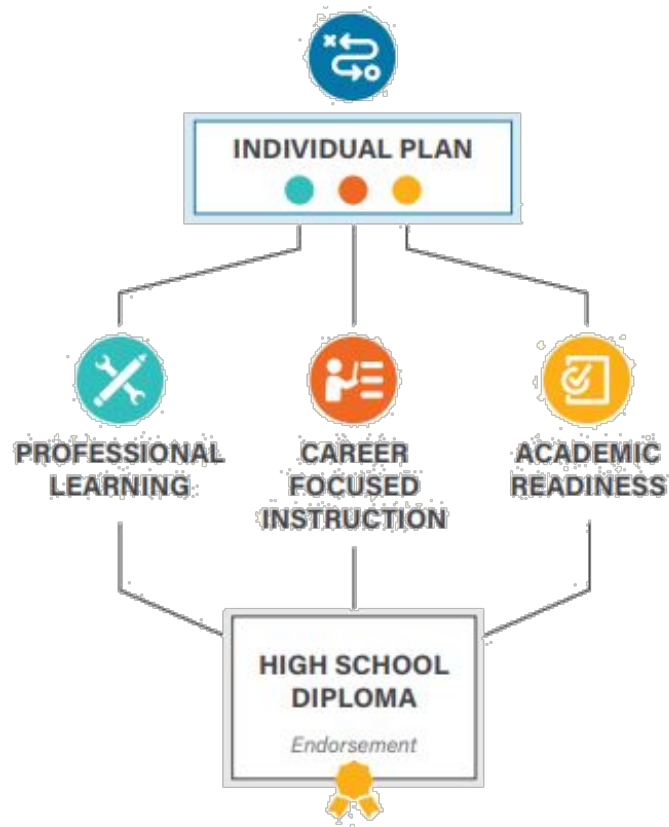 INDIVIDUAL PLAN
PROFESSIONAL
LEARNING
CAREER
FOCUSED
INSTRUCTION
ACADEMIC
READINESS
HIGH SCHOOL
DIPLOMA
Endorsement